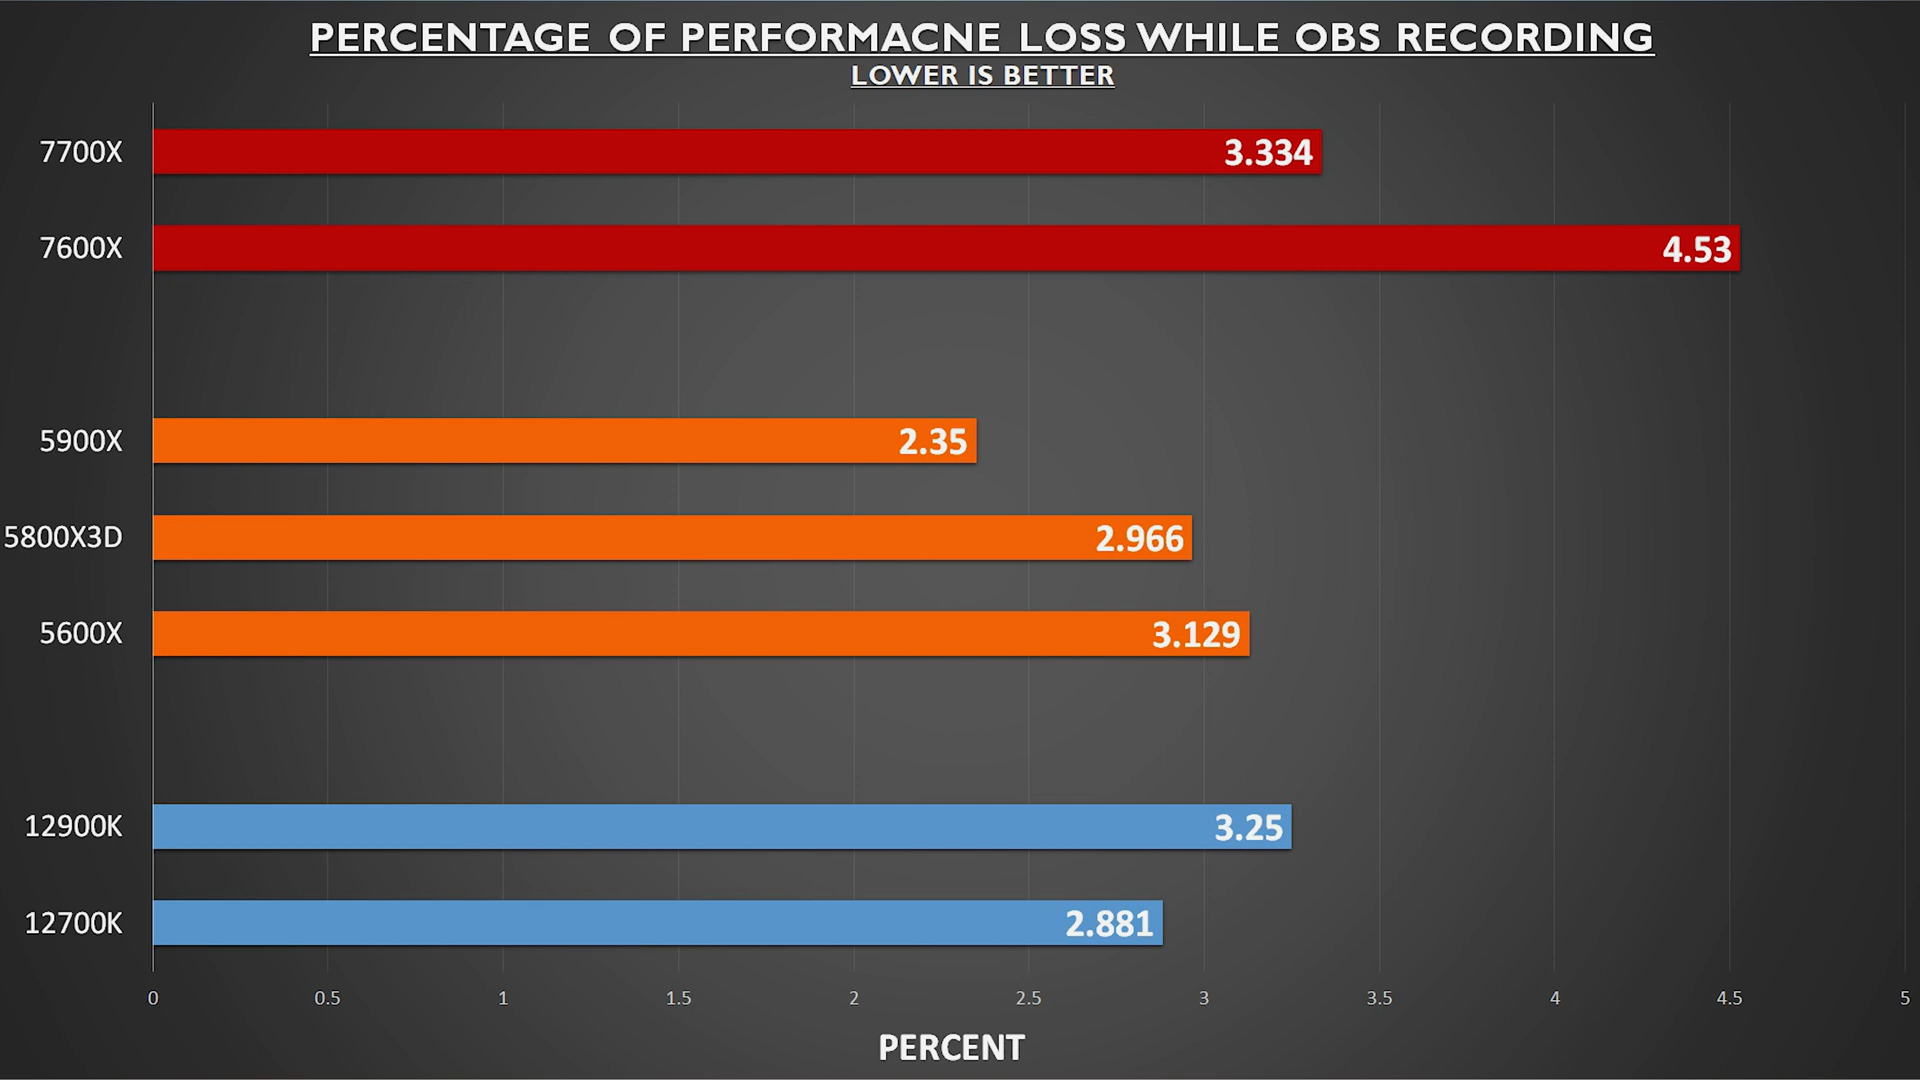 PERCENTAGE OF PERFORMACNE LOSS WHILE OBS RECORDING
LOWER IS BETTER
7700X 3.334
7600X 4.53
5900X 2.35
5800X3D 2.966
5600X 3.129
12900K 3.25
12700K 2.881
0 0.5 1 1.5 2 2.5 3 3.5 4 4.5 5
PERCENT